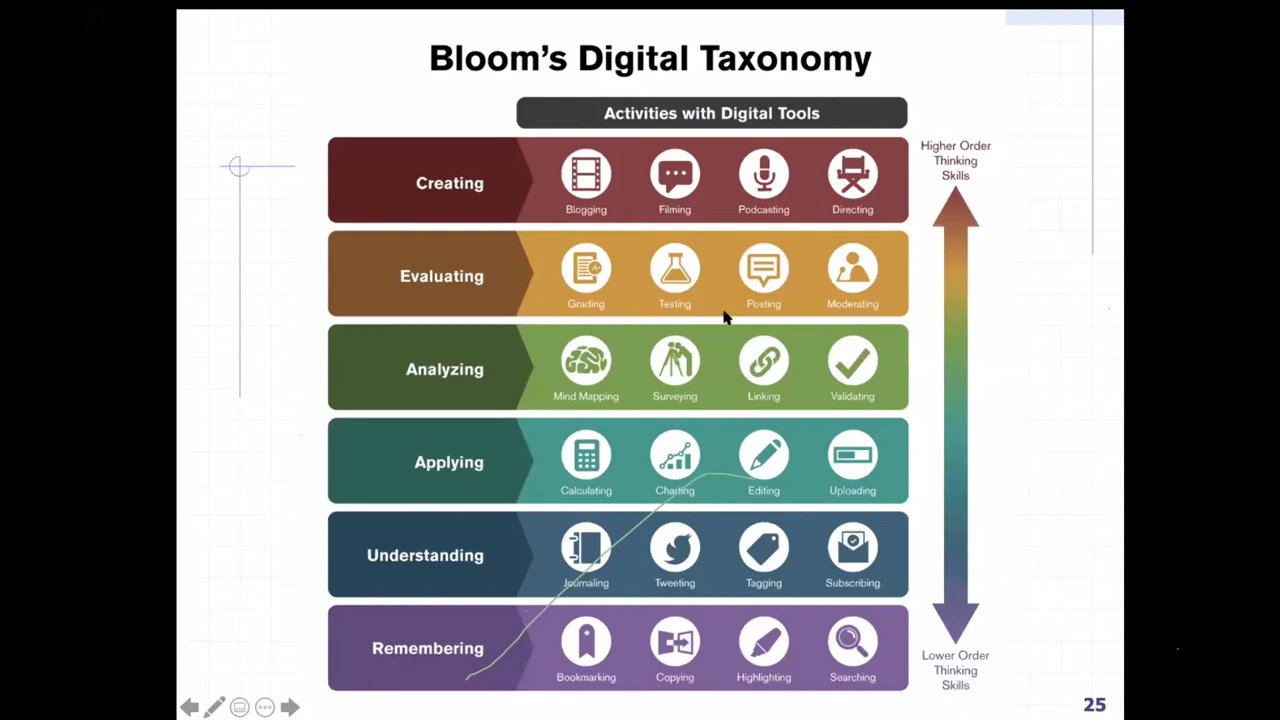 Bloom's Digital Taxonomy
Activities with Digital Tools
Higher Order
Thinking
Skills
Creating
Blogging Filming Podcasting Directing
Evaluating
A+
Grading Testing Posting Moderating
Analyzing
Mind Mapping Surveying Linking Validating
Applying
Calculating Charting Editing Uploading
Understanding
Journaling Tweeting Tagging Subscribing
Remembering
Bookmarking Copying Highlighting Searching
Lower Order
Thinking
Skills
25